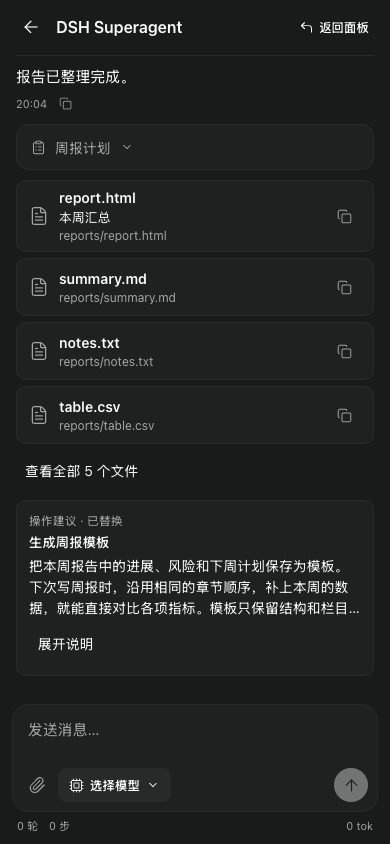 DSH Superagent
返回面板
报告已整理完成。
20:04
周报计划
report.html
本周汇总
reports/report.html
summary.md
reports/summary.md
notes.txt
reports/notes.txt
table.csv
reports/table.csv
查看全部 5 个文件
操作建议 · 已替换
生成周报模板
把本周报告中的进展、风险和下周计划保存为模板。
下次写周报时，沿用相同的章节顺序，补上本周的数
据，就能直接对比各项指标。模板只保留结构和栏目…
展开说明
发送消息...
选择模型
0 轮 0 步
0 tok